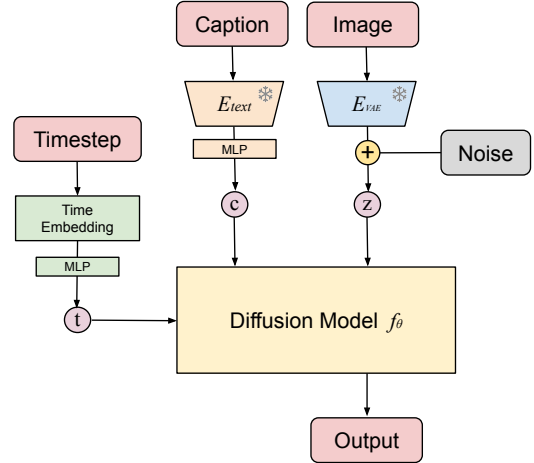 Caption
Image
E_text
E_VAE
Timestep
MLP
+
Noise
Time
Embedding
c
z
MLP
t
Diffusion Model f_θ
Output